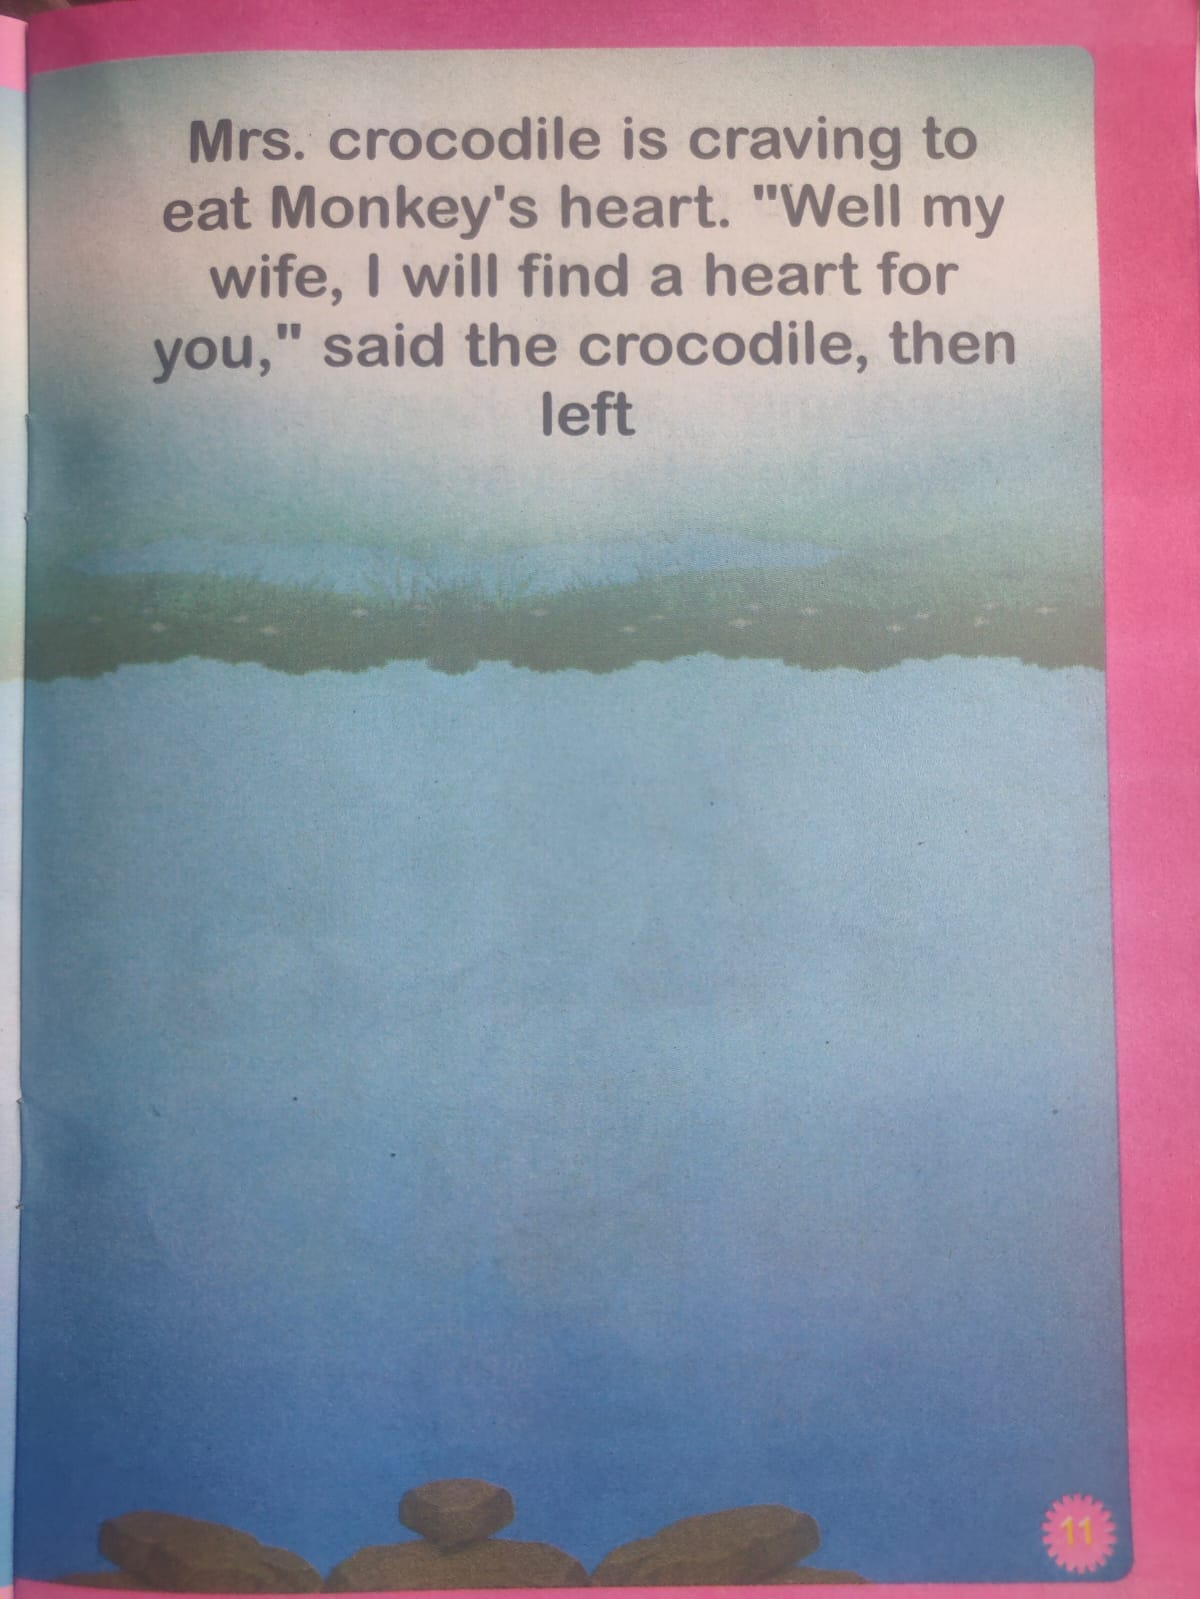 Mrs. crocodile is craving to
eat Monkey's heart. "Well my
wife, I will find a heart for
you," said the crocodile, then
left
11